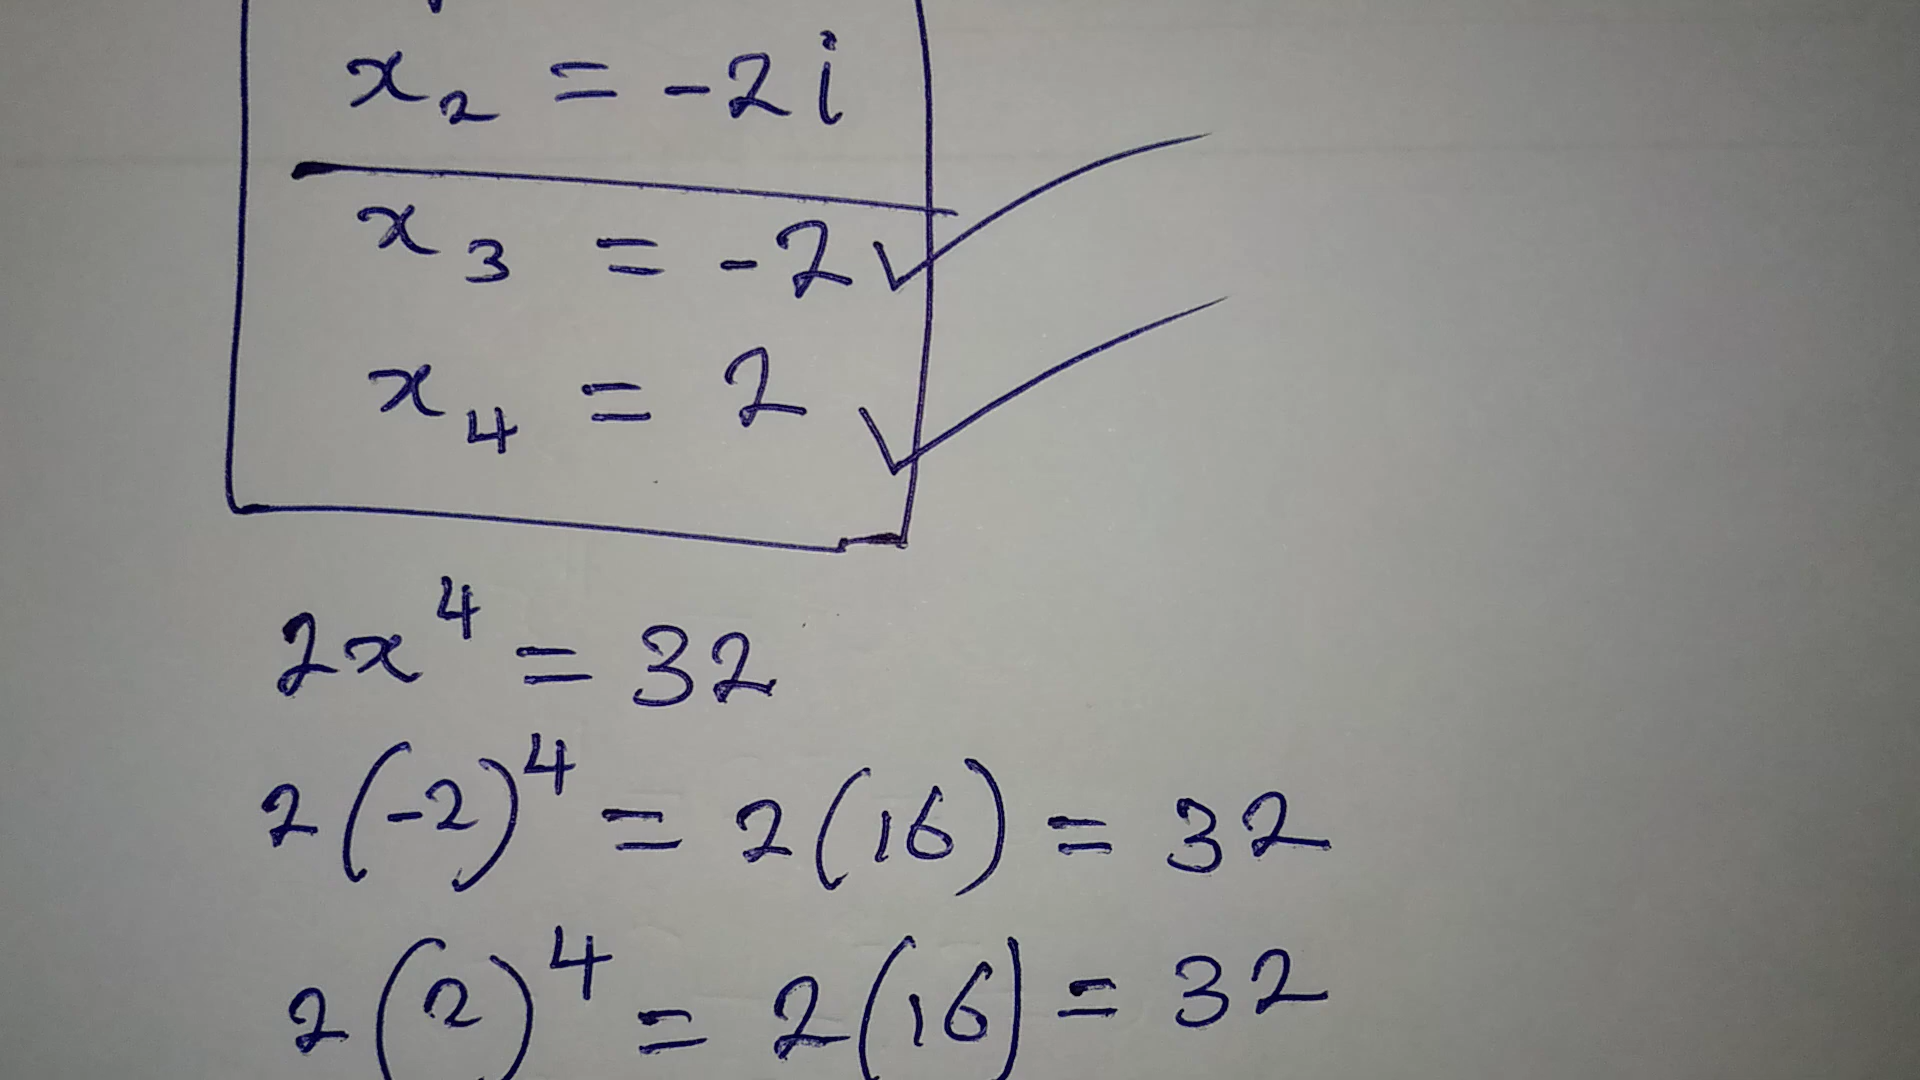 x₂ = -2i
x₃ = -2 ✓
x₄ = 2 ✓
2x⁴ = 32
2(-2)⁴ = 2(16) = 32
2(2)⁴ = 2(16) = 32